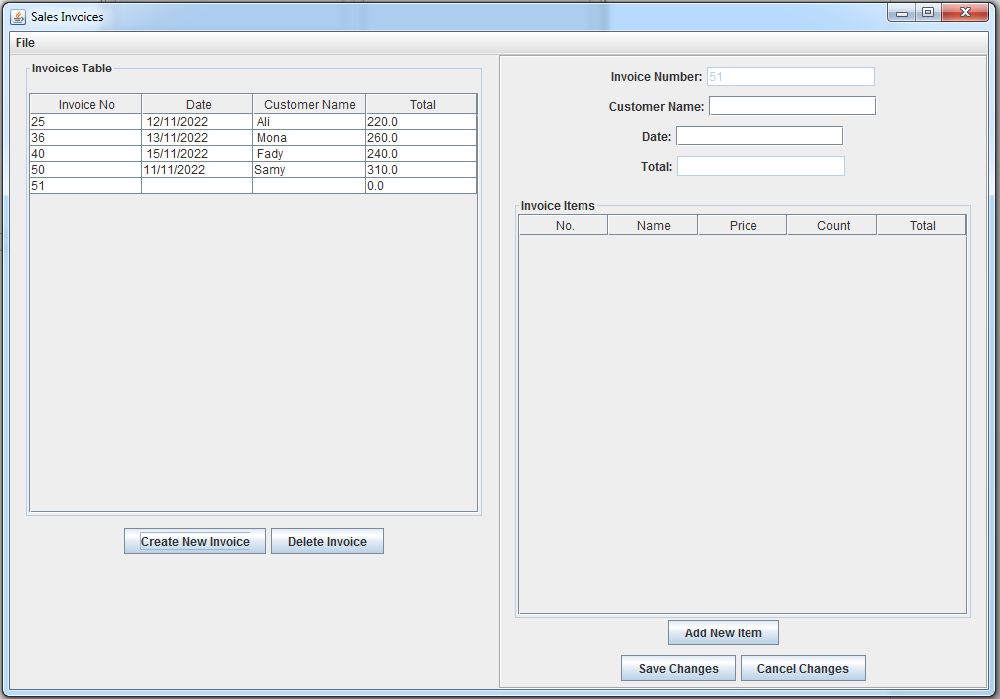 Sales Invoices
File
Invoices Table
Invoice No Date Customer Name Total
25 12/11/2022 Ali 220.0
36 13/11/2022 Mona 260.0
40 15/11/2022 Fady 240.0
50 11/11/2022 Samy 310.0
51 0.0
Create New Invoice Delete Invoice
Invoice Number: 51
Customer Name:
Date:
Total:
Invoice Items
No. Name Price Count Total
Add New Item
Save Changes Cancel Changes